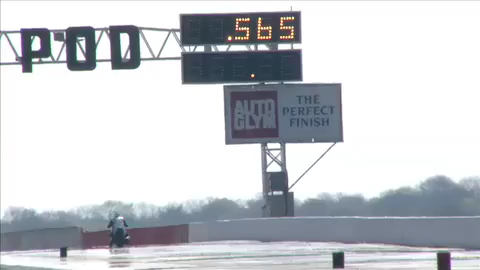 POD
.565
.
AUTO
GLYM
THE
PERFECT
FINISH